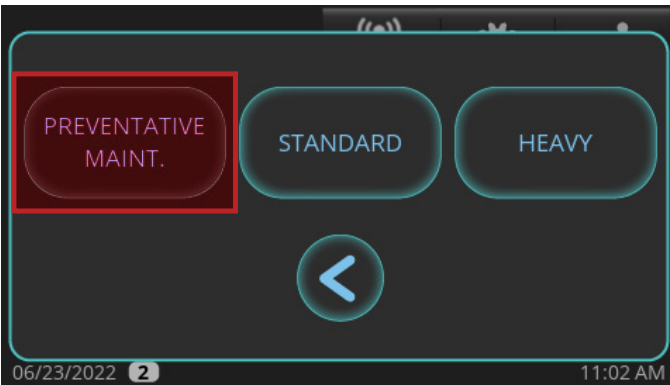 PREVENTATIVE
MAINT.
STANDARD
HEAVY
06/23/2022 2
11:02 AM